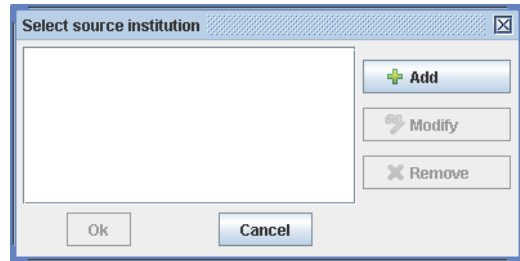 Select source institution
Add
Modify
Remove
Ok
Cancel